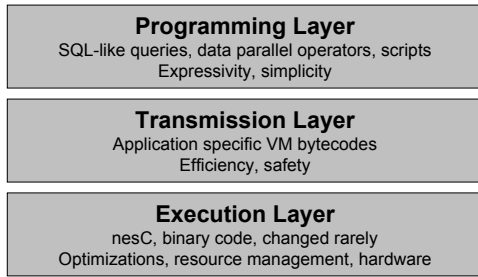 Programming Layer
SQL-like queries, data parallel operators, scripts
Expressivity, simplicity
Transmission Layer
Application specific VM bytecodes
Efficiency, safety
Execution Layer
nesC, binary code, changed rarely
Optimizations, resource management, hardware